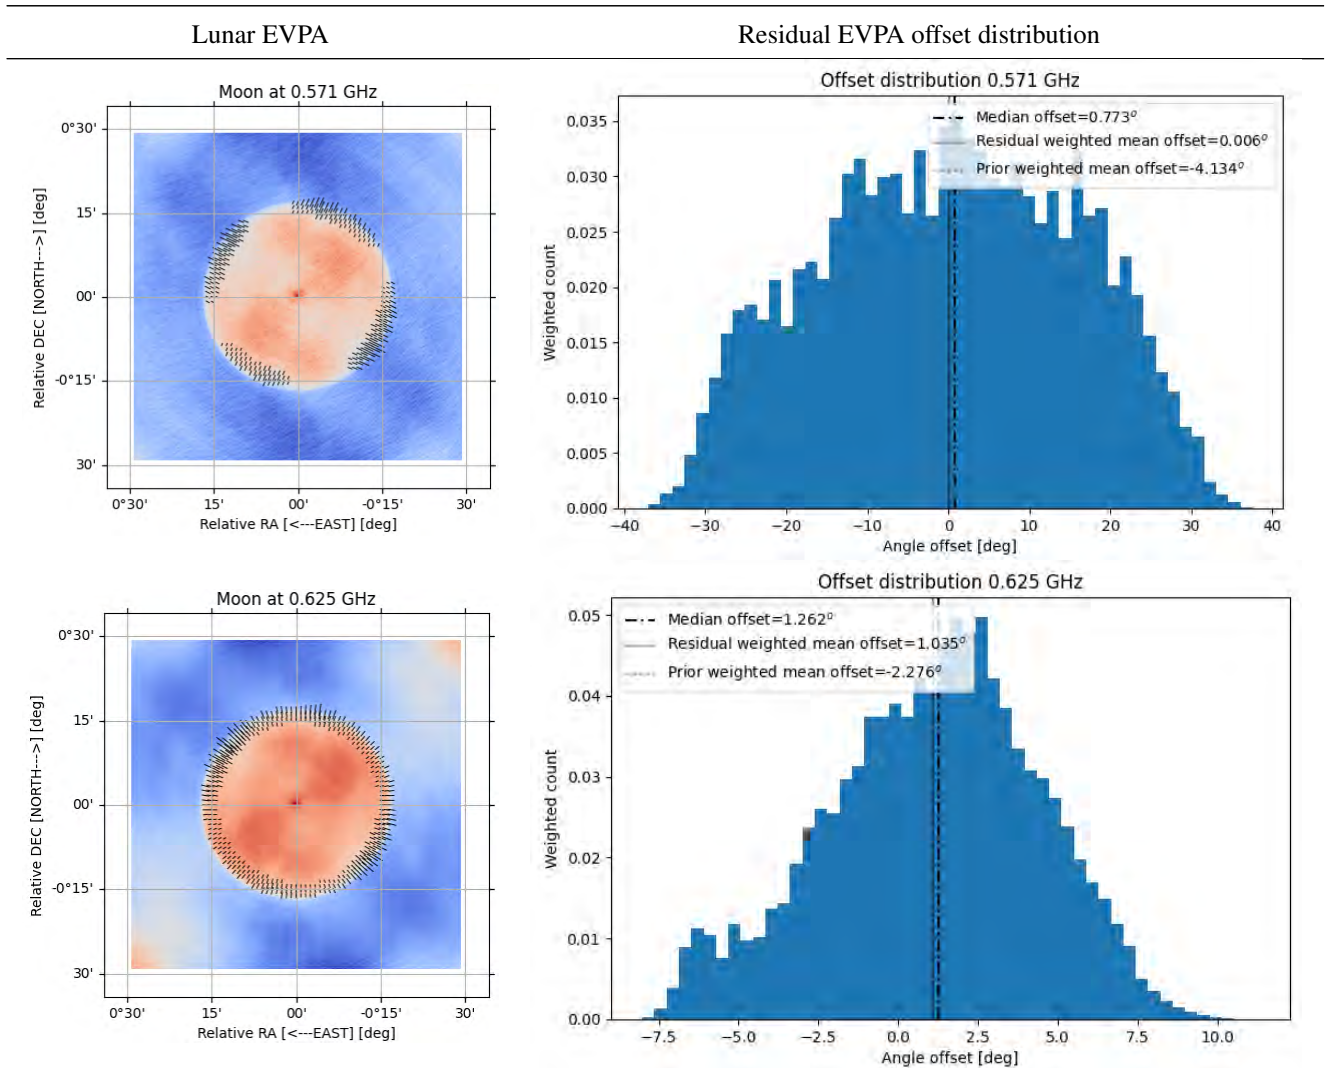 Lunar EVPA
Residual EVPA offset distribution
Moon at 0.571 GHz
0°30'
15'
00'
-0°15'
30'
Relative DEC [NORTH--->] [deg]
0°30'
15'
00'
-0°15'
30'
Relative RA [<---EAST] [deg]
Offset distribution 0.571 GHz
Median offset=0.773°
Residual weighted mean offset=0.006°
Prior weighted mean offset=-4.134°
0.035
0.030
0.025
0.020
0.015
0.010
0.005
0.000
Weighted count
−40
−30
−20
−10
0
10
20
30
40
Angle offset [deg]
Moon at 0.625 GHz
0°30'
15'
00'
-0°15'
30'
Relative DEC [NORTH--->] [deg]
0°30'
15'
00'
-0°15'
30'
Relative RA [<---EAST] [deg]
Offset distribution 0.625 GHz
Median offset=1.262°
Residual weighted mean offset=1.035°
Prior weighted mean offset=-2.276°
0.05
0.04
0.03
0.02
0.01
0.00
Weighted count
−7.5
−5.0
−2.5
0.0
2.5
5.0
7.5
10.0
Angle offset [deg]